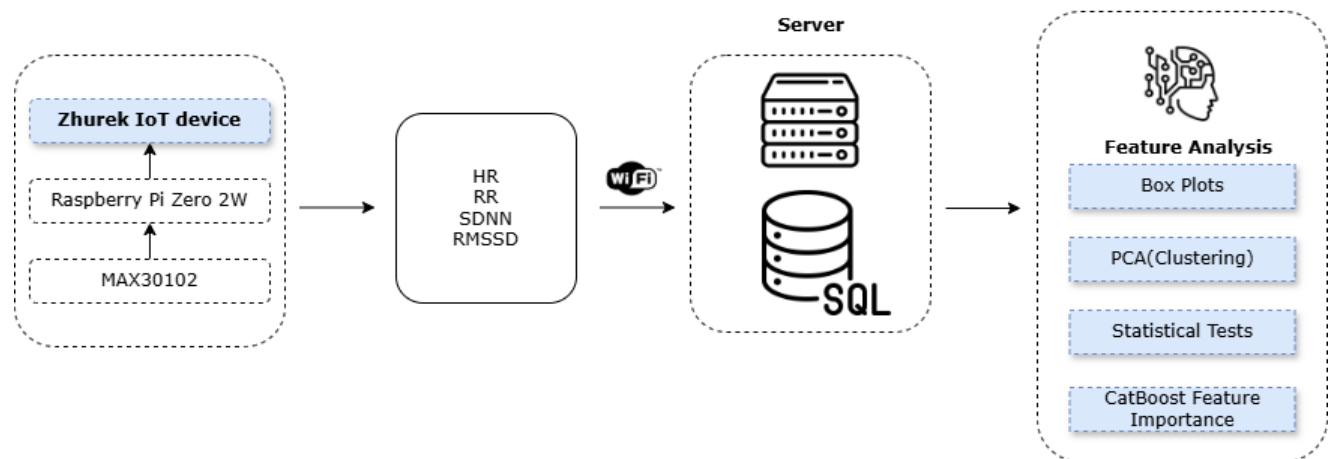 Zhurek IoT device
Raspberry Pi Zero 2W
MAX30102
HR
RR
SDNN
RMSSD
WiFi™
Server
SQL
Feature Analysis
Box Plots
PCA(Clustering)
Statistical Tests
CatBoost Feature
Importance